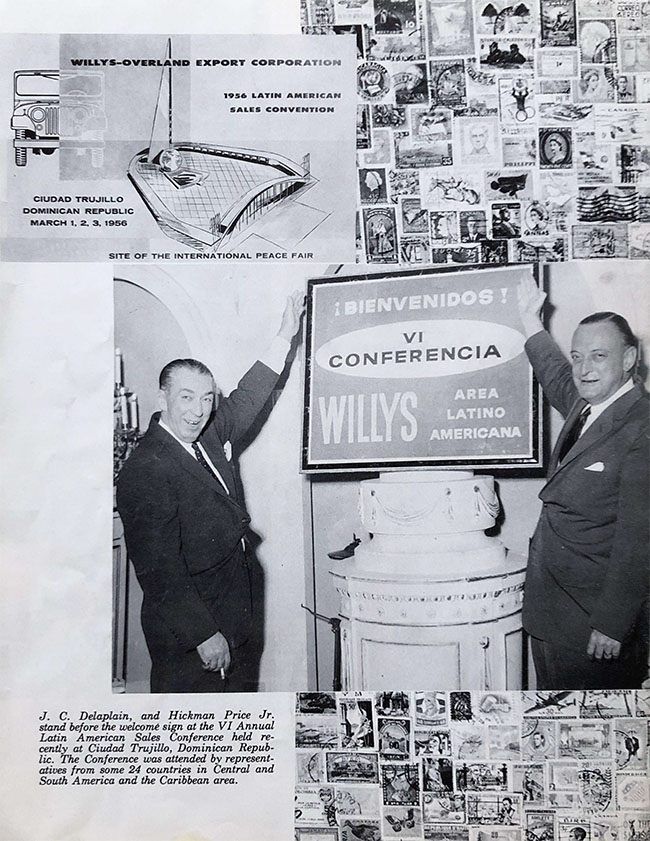 WILLYS-OVERLAND EXPORT CORPORATION
1956 LATIN AMERICAN
SALES CONVENTION
CIUDAD TRUJILLO
DOMINICAN REPUBLIC
MARCH 1, 2, 3, 1956
SITE OF THE INTERNATIONAL PEACE FAIR
¡BIENVENIDOS!
VI
CONFERENCIA
WILLYS
AREA
LATINO
AMERICANA
J. C. Delaplain, and Hickman Price Jr.
stand before the welcome sign at the VI Annual
Latin American Sales Conference held re-
cently at Ciudad Trujillo, Dominican Repub-
lic. The Conference was attended by represent-
atives from some 24 countries in Central and
South America and the Caribbean area.